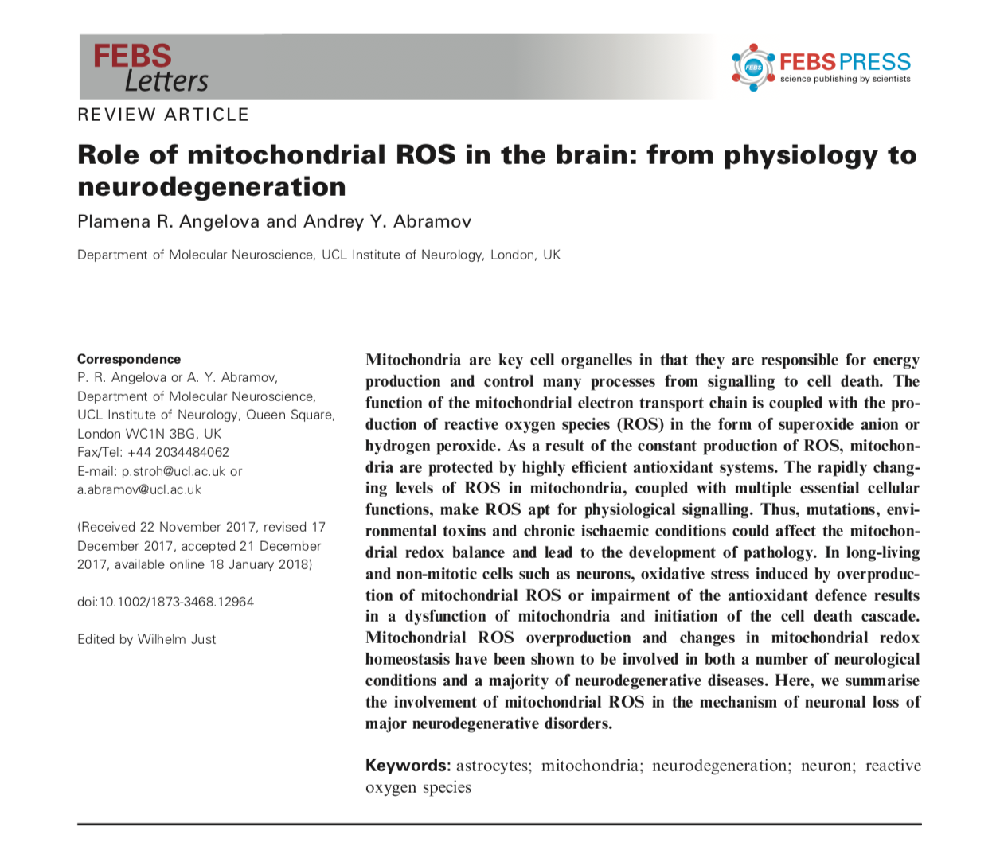 FEBS
Letters
FEBS
FEBS PRESS
science publishing by scientists
REVIEW ARTICLE
Role of mitochondrial ROS in the brain: from physiology to
neurodegeneration
Plamena R. Angelova and Andrey Y. Abramov
Department of Molecular Neuroscience, UCL Institute of Neurology, London, UK
Correspondence
P. R. Angelova or A. Y. Abramov,
Department of Molecular Neuroscience,
UCL Institute of Neurology, Queen Square,
London WC1N 3BG, UK
Fax/Tel: +44 2034484062
E-mail: p.stroh@ucl.ac.uk or
a.abramov@ucl.ac.uk
(Received 22 November 2017, revised 17
December 2017, accepted 21 December
2017, available online 18 January 2018)
doi:10.1002/1873-3468.12964
Edited by Wilhelm Just
Mitochondria are key cell organelles in that they are responsible for energy
production and control many processes from signalling to cell death. The
function of the mitochondrial electron transport chain is coupled with the pro-
duction of reactive oxygen species (ROS) in the form of superoxide anion or
hydrogen peroxide. As a result of the constant production of ROS, mitochon-
dria are protected by highly efficient antioxidant systems. The rapidly chang-
ing levels of ROS in mitochondria, coupled with multiple essential cellular
functions, make ROS apt for physiological signalling. Thus, mutations, envi-
ronmental toxins and chronic ischaemic conditions could affect the mitochon-
drial redox balance and lead to the development of pathology. In long-living
and non-mitotic cells such as neurons, oxidative stress induced by overproduc-
tion of mitochondrial ROS or impairment of the antioxidant defence results
in a dysfunction of mitochondria and initiation of the cell death cascade.
Mitochondrial ROS overproduction and changes in mitochondrial redox
homeostasis have been shown to be involved in both a number of neurological
conditions and a majority of neurodegenerative diseases. Here, we summarise
the involvement of mitochondrial ROS in the mechanism of neuronal loss of
major neurodegenerative disorders.
Keywords: astrocytes; mitochondria; neurodegeneration; neuron; reactive
oxygen species